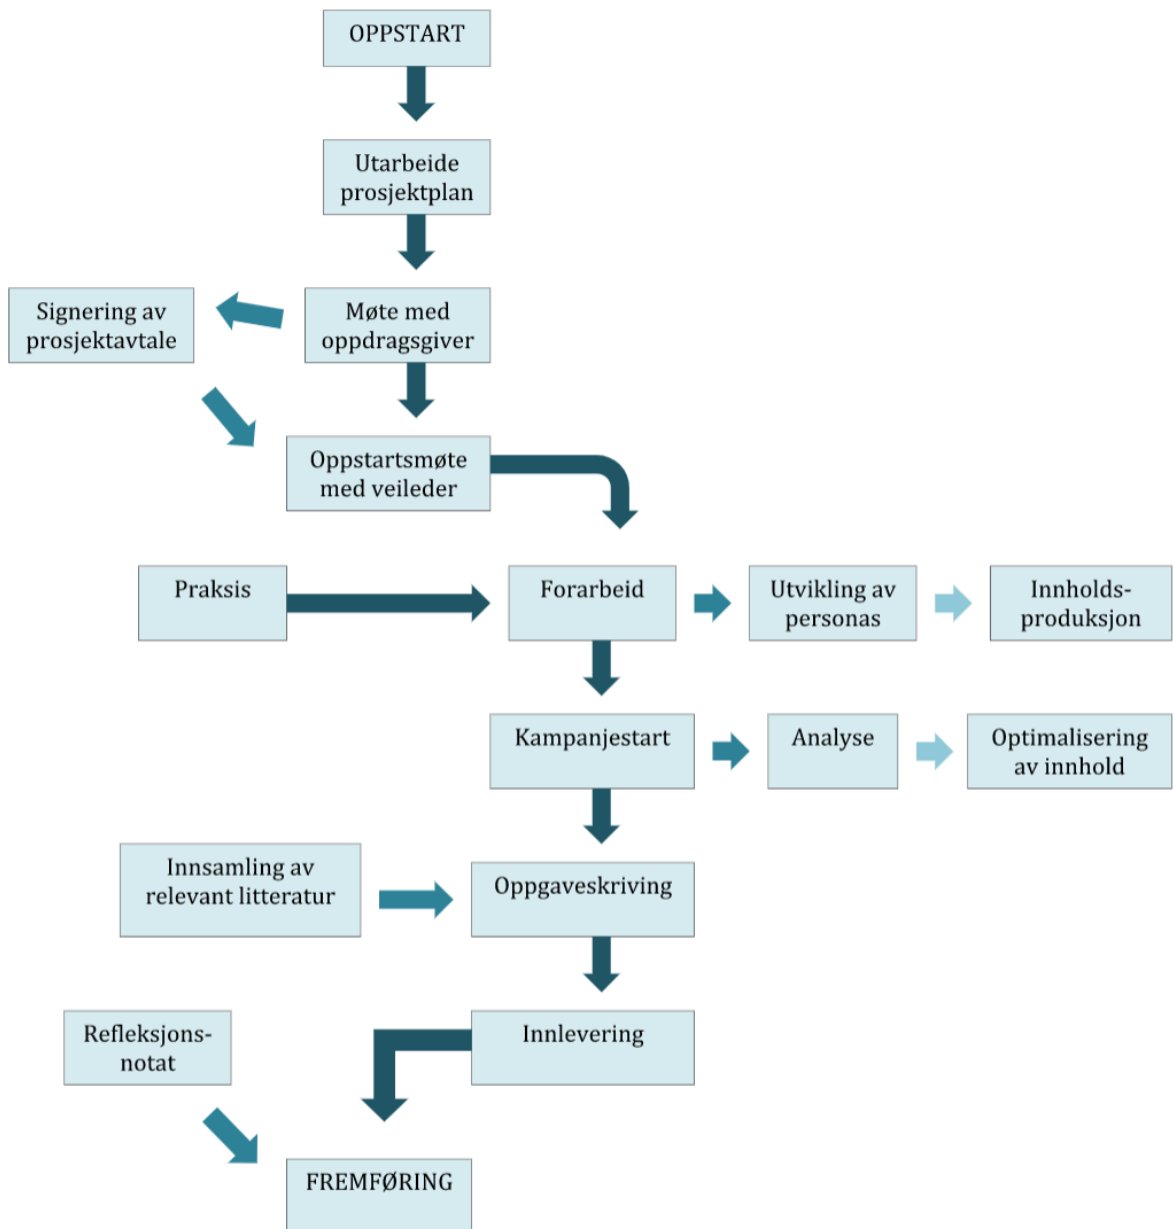 OPPSTART
Utarbeide
prosjektplan
Signering av
prosjektavtale
Møte med
oppdragsgiver
Oppstartsmøte
med veileder
Praksis
Forarbeid
Utvikling av
personas
Innholds-
produksjon
Kampanjestart
Analyse
Optimalisering
av innhold
Innsamling av
relevant litteratur
Oppgaveskriving
Refleksjons-
notat
Innlevering
FREMFØRING